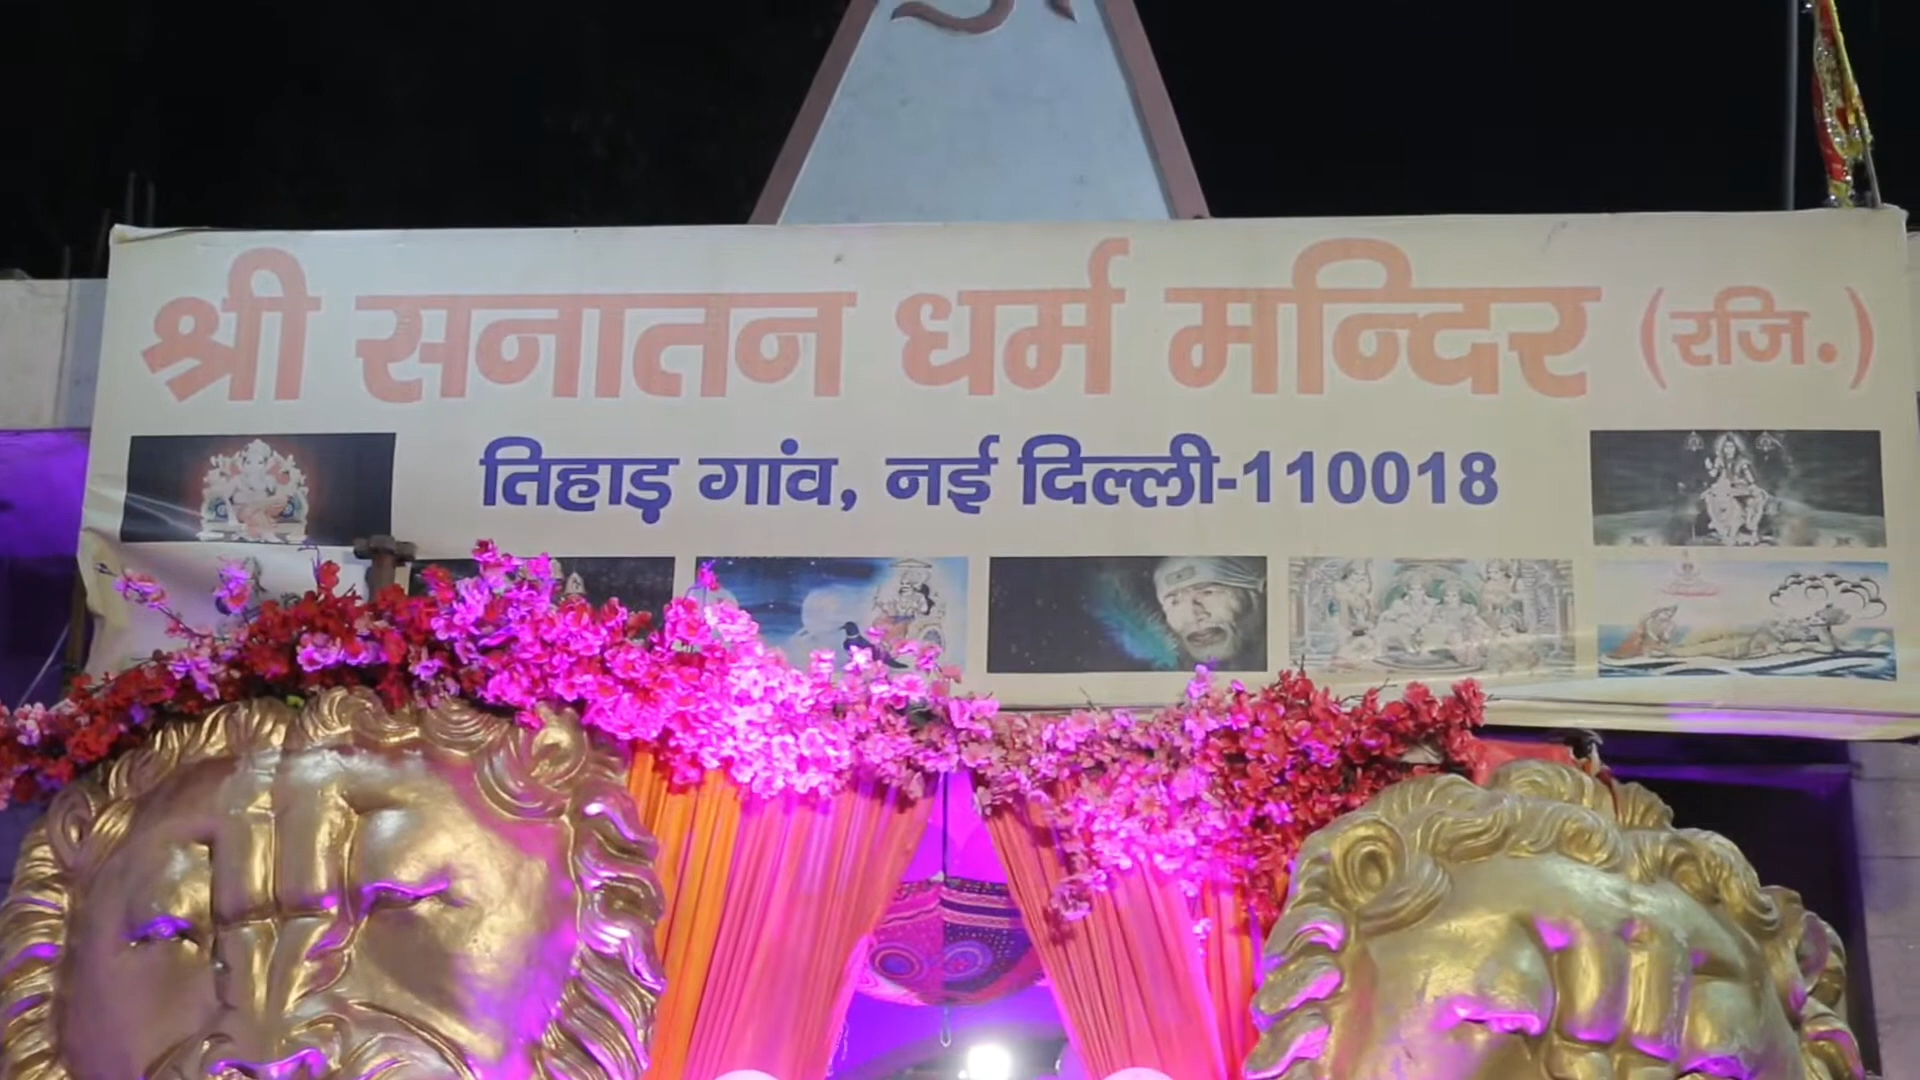 श्री सनातन धर्म मन्दिर (रजि.)
तिहाड़ गांव, नई दिल्ली-110018